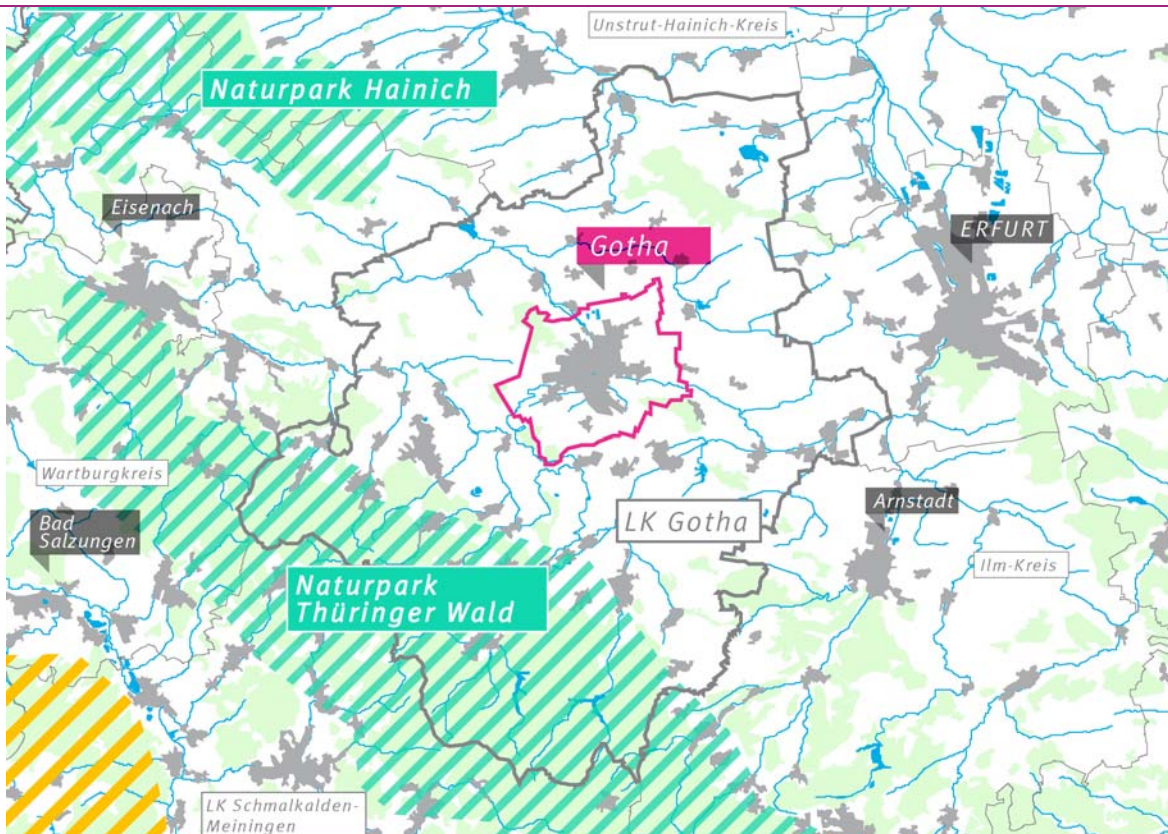 Unstrut-Hainich-Kreis
Naturpark Hainich
Eisenach
Gotha
ERFURT
Wartburgkreis
Bad
Salzungen
LK Gotha
Arnstadt
Ilm-Kreis
Naturpark
Thüringer Wald
LK Schmalkalden-
Meiningen